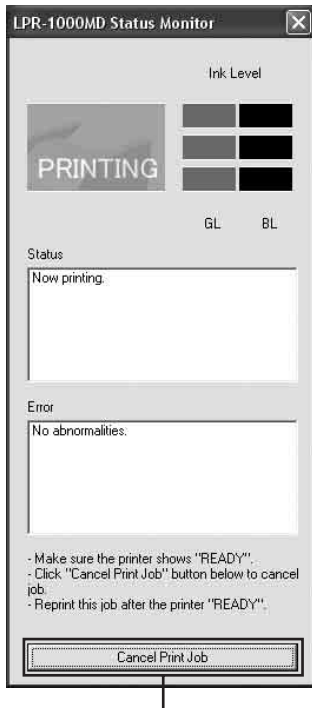 LPR-1000MD Status Monitor
Ink Level
PRINTING
GL BL
Status
Now printing.
Error
No abnormalities.
- Make sure the printer shows "READY".
- Click "Cancel Print Job" button below to cancel
job.
- Reprint this job after the printer "READY".
Cancel Print Job